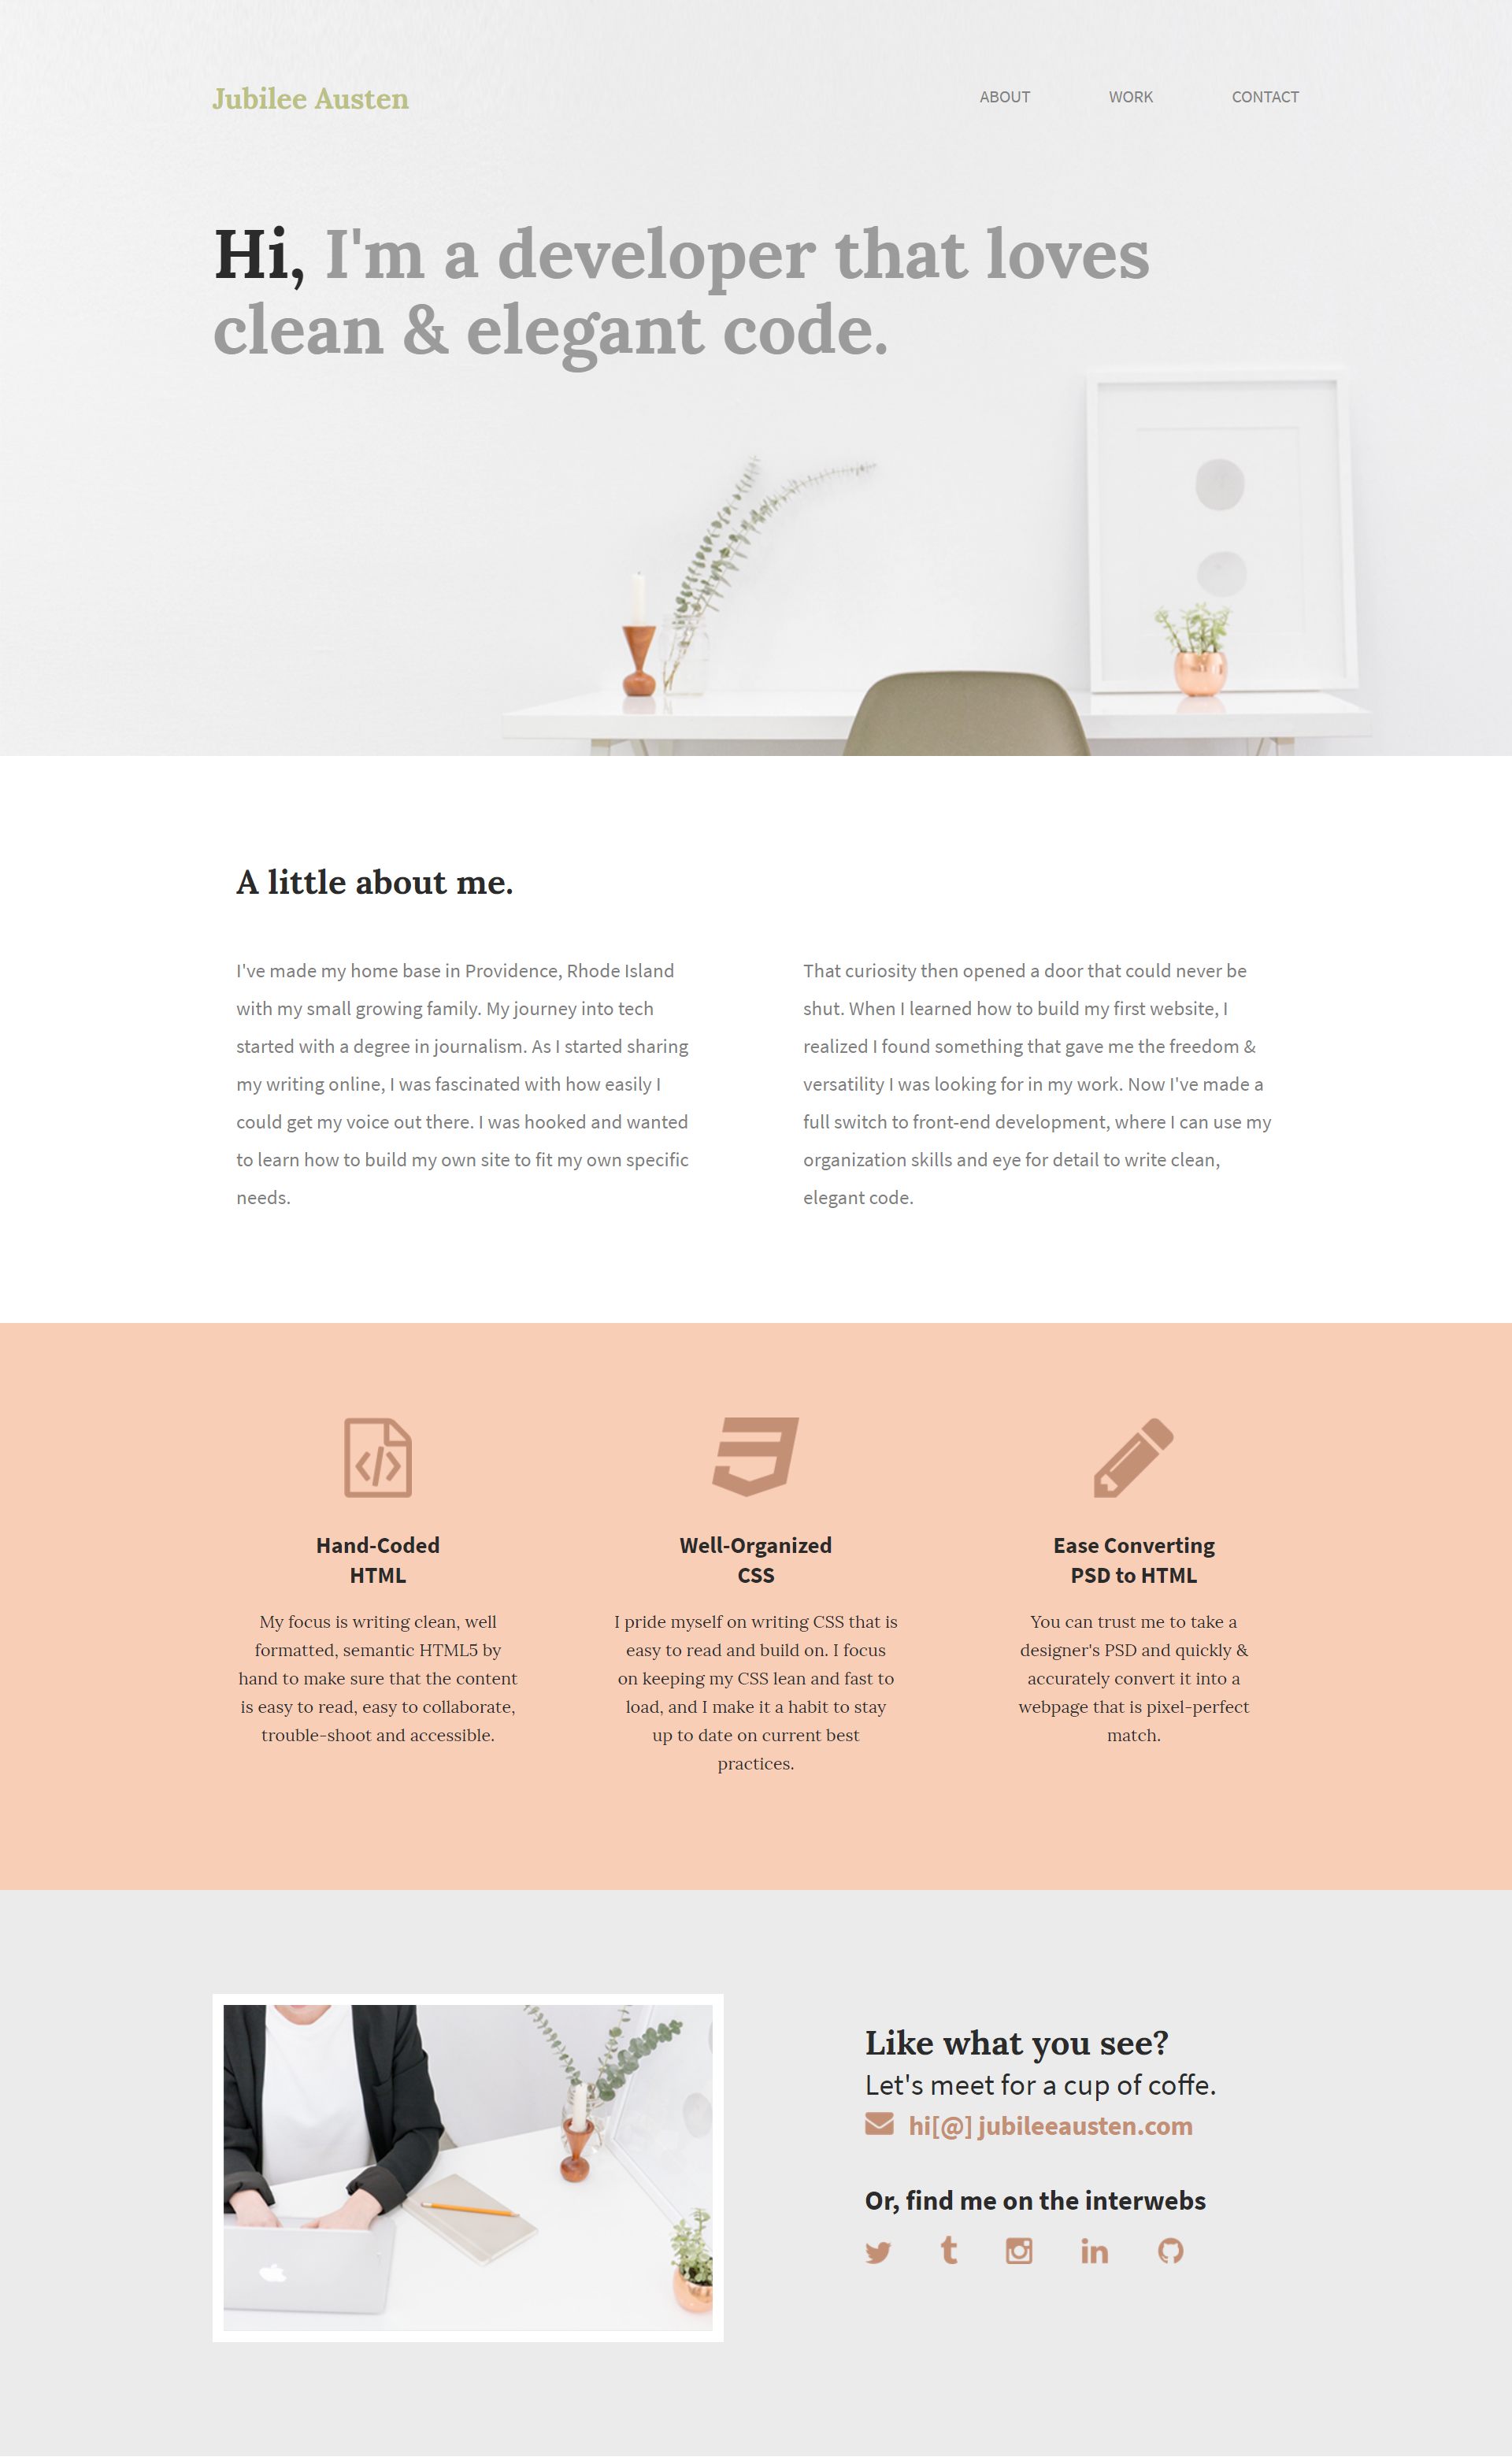 Jubilee Austen
ABOUT WORK CONTACT
Hi, I'm a developer that loves
clean & elegant code.
A little about me.
I've made my home base in Providence, Rhode Island
with my small growing family. My journey into tech
started with a degree in journalism. As I started sharing
my writing online, I was fascinated with how easily I
could get my voice out there. I was hooked and wanted
to learn how to build my own site to fit my own specific
needs.
That curiosity then opened a door that could never be
shut. When I learned how to build my first website, I
realized I found something that gave me the freedom &
versatility I was looking for in my work. Now I've made a
full switch to front-end development, where I can use my
organization skills and eye for detail to write clean,
elegant code.
Hand-Coded
HTML
My focus is writing clean, well
formatted, semantic HTML5 by
hand to make sure that the content
is easy to read, easy to collaborate,
trouble-shoot and accessible.
Well-Organized
CSS
I pride myself on writing CSS that is
easy to read and build on. I focus
on keeping my CSS lean and fast to
load, and I make it a habit to stay
up to date on current best
practices.
Ease Converting
PSD to HTML
You can trust me to take a
designer's PSD and quickly &
accurately convert it into a
webpage that is pixel-perfect
match.
Like what you see?
Let's meet for a cup of coffe.
hi[@] jubileeausten.com
Or, find me on the interwebs